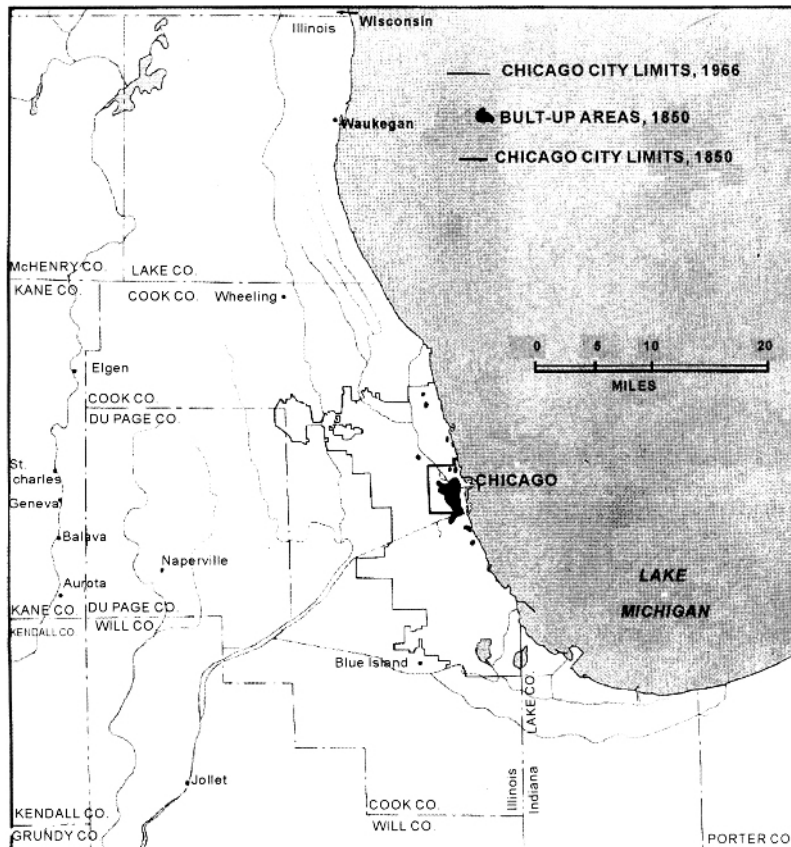 Illinois
Wisconsin
CHICAGO CITY LIMITS, 1966
BULT-UP AREAS, 1850
CHICAGO CITY LIMITS, 1850
Waukegan
McHENRY CO.
LAKE CO.
KANE CO.
COOK CO.
Wheeling
0 5 10 20
MILES
Elgen
COOK CO.
DU PAGE CO.
St.
charles
Geneva
CHICAGO
Balava
Naperville
Aurota
LAKE
MICHIGAN
KANE CO.
DU PAGE CO.
KENDALL CO.
WILL CO.
Blue Island
LAKE CO.
Illinois
Indiana
Jollet
KENDALL CO.
GRUNDY CO.
COOK CO.
WILL CO.
PORTER CO.